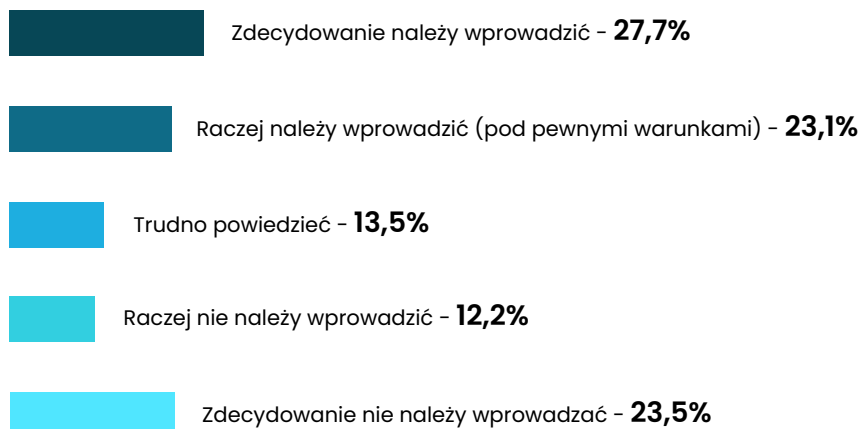 Zdecydowanie należy wprowadzić - 27,7%
Raczej należy wprowadzić (pod pewnymi warunkami) - 23,1%
Trudno powiedzieć - 13,5%
Raczej nie należy wprowadzić - 12,2%
Zdecydowanie nie należy wprowadzać - 23,5%